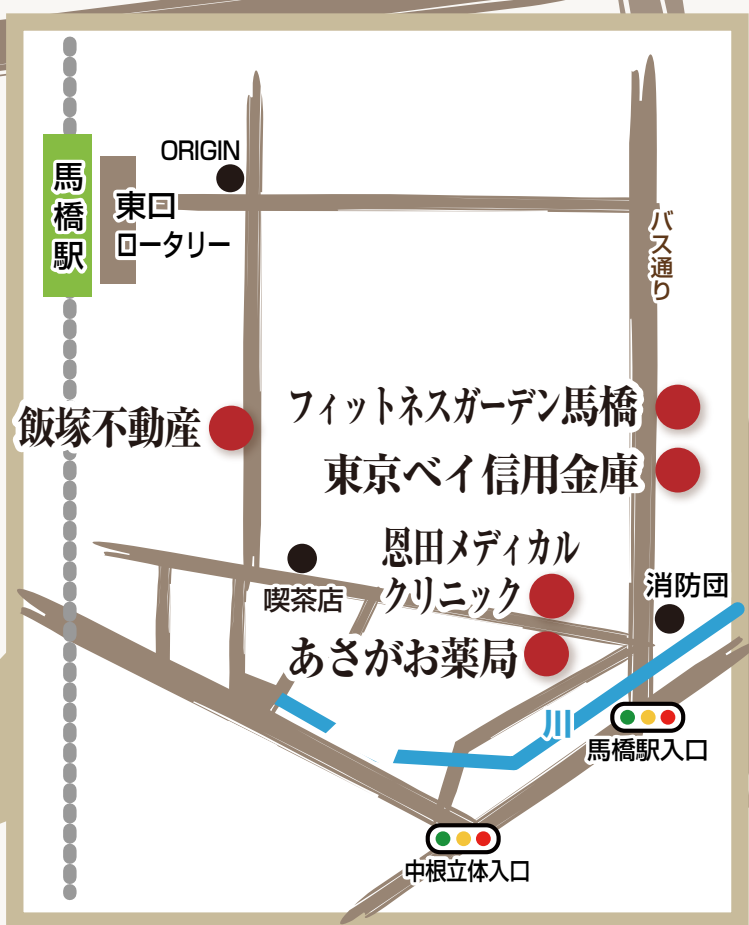 ORIGIN
馬橋駅
東口
ロータリー
バス通り
フィットネスガーデン馬橋
飯塚不動産
東京ベイ信用金庫
恩田メディカル
クリニック
喫茶店
消防団
あさがお薬局
川
馬橋駅入口
中根立体入口